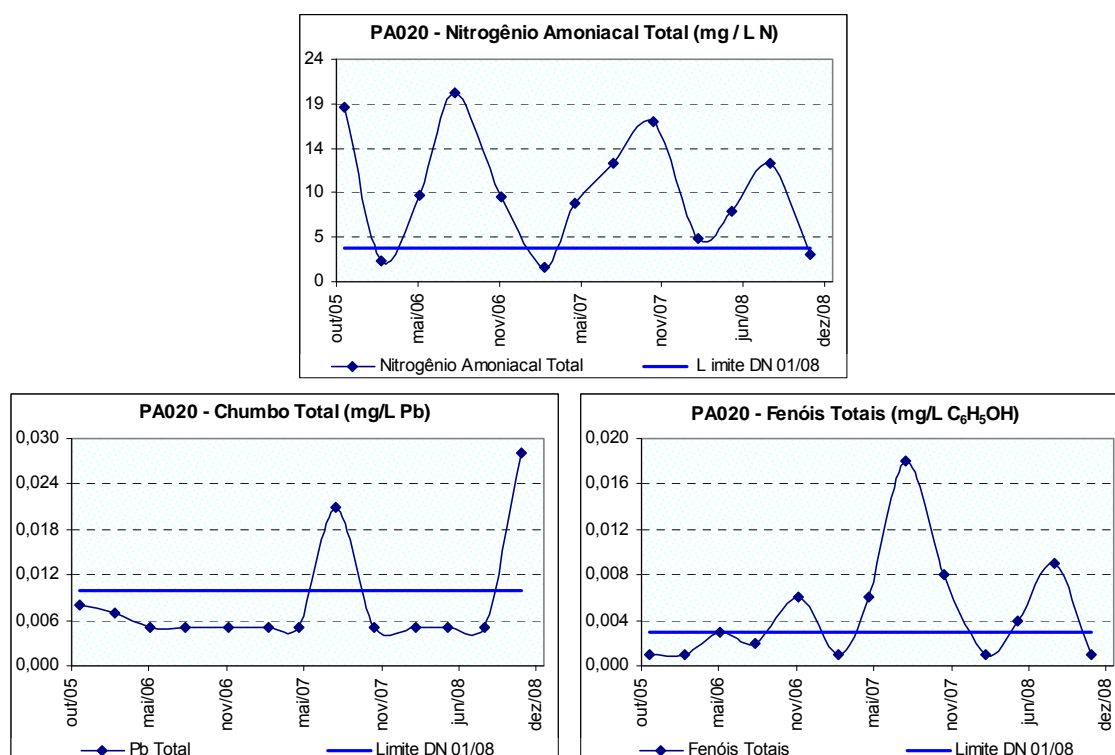 PA020 - Nitrogênio Amoniacal Total (mg / L N)
24
19
14
10
5
0
out/05
mai/06
nov/06
mai/07
nov/07
jun/08
dez/08
Nitrogênio Amoniacal Total
L imite DN 01/08
PA020 - Chumbo Total (mg/L Pb)
0,030
0,024
0,018
0,012
0,006
0,000
out/05
mai/06
nov/06
mai/07
nov/07
jun/08
dez/08
Pb Total
Limite DN 01/08
PA020 - Fenóis Totais (mg/L C₆H₅OH)
0,020
0,016
0,012
0,008
0,004
0,000
out/05
mai/06
nov/06
mai/07
nov/07
jun/08
dez/08
Fenóis Totais
Limite DN 01/08